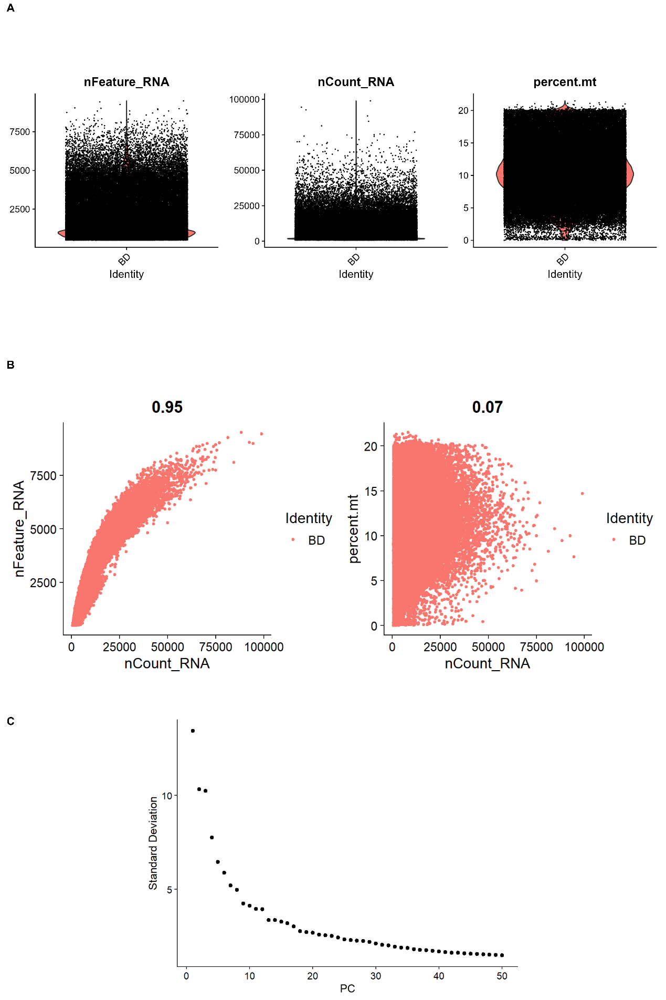 A
nFeature_RNA
nCount_RNA
percent.mt
7500
5000
2500
BD
Identity
100000
75000
50000
25000
0
BD
Identity
20
15
10
5
0
BD
Identity
B
0.95
nFeature_RNA
7500
5000
2500
0 25000 50000 75000 100000
nCount_RNA
Identity
BD
0.07
percent.mt
20
15
10
5
0
0 25000 50000 75000 100000
nCount_RNA
Identity
BD
C
Standard Deviation
10
5
0 10 20 30 40 50
PC